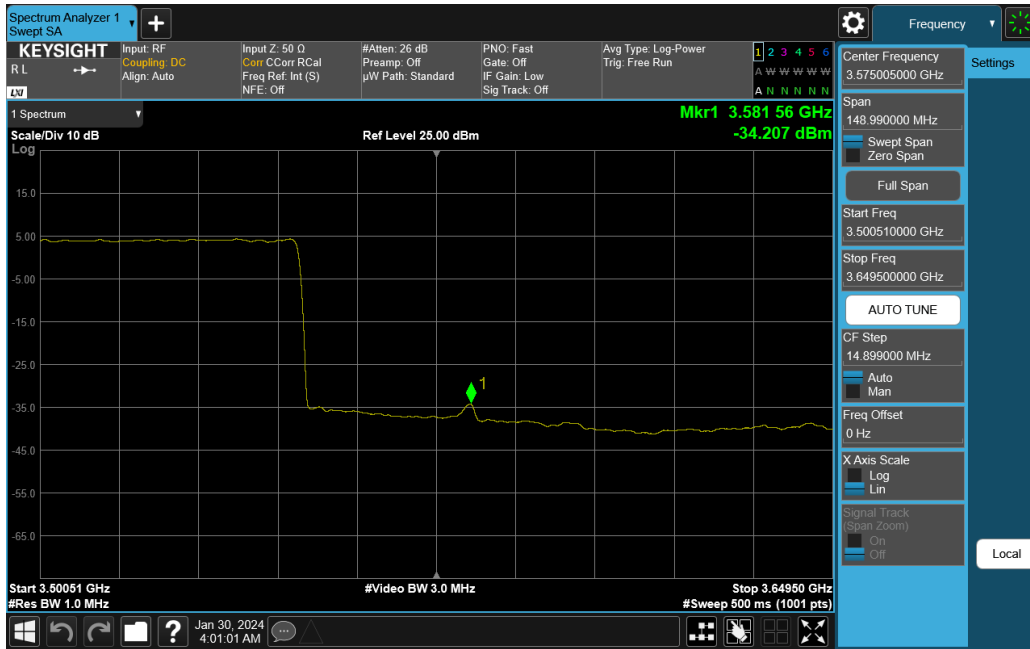 Spectrum Analyzer 1
Swept SA
+
Frequency
KEYSIGHT
R L
LXI
Input: RF
Coupling: DC
Align: Auto
Input Z: 50 Ω
Corr CCorr RCal
Freq Ref: Int (S)
NFE: Off
#Atten: 26 dB
Preamp: Off
µW Path: Standard
PNO: Fast
Gate: Off
IF Gain: Low
Sig Track: Off
Avg Type: Log-Power
Trig: Free Run
1 2 3 4 5 6
A W W W W W
A N N N N N
1 Spectrum
Scale/Div 10 dB
Log
Ref Level 25.00 dBm
Mkr1 3.581 56 GHz
-34.207 dBm
15.0
5.00
-5.00
-15.0
-25.0
-35.0
-45.0
-55.0
-65.0
1
Start 3.50051 GHz
#Res BW 1.0 MHz
#Video BW 3.0 MHz
Stop 3.64950 GHz
#Sweep 500 ms (1001 pts)
Center Frequency
3.575005000 GHz
Span
148.990000 MHz
Swept Span
Zero Span
Full Span
Start Freq
3.500510000 GHz
Stop Freq
3.649500000 GHz
AUTO TUNE
CF Step
14.899000 MHz
Auto
Man
Freq Offset
0 Hz
X Axis Scale
Log
Lin
Signal Track
(Span Zoom)
On
Off
Settings
Local
?
Jan 30, 2024
4:01:01 AM